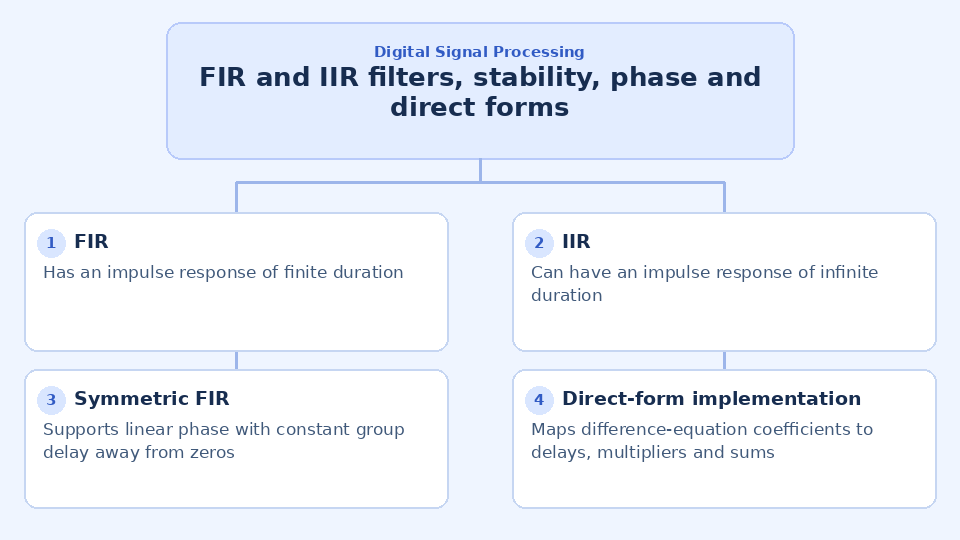 Digital Signal Processing
FIR and IIR filters, stability, phase and
direct forms
1 FIR
Has an impulse response of finite duration
2 IIR
Can have an impulse response of infinite
duration
3 Symmetric FIR
Supports linear phase with constant group
delay away from zeros
4 Direct-form implementation
Maps difference-equation coefficients to
delays, multipliers and sums